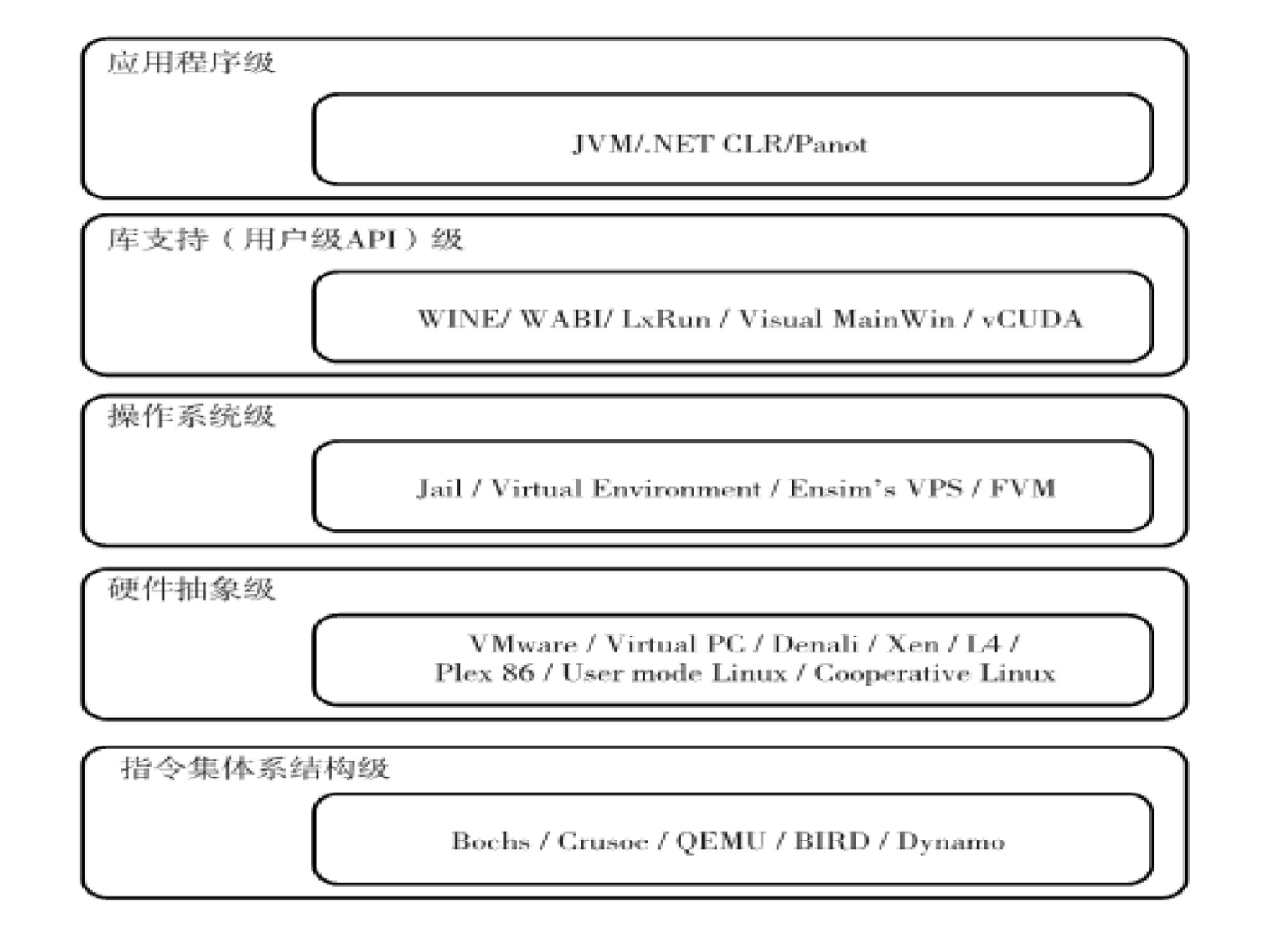 应用程序级
JVM/.NET CLR/Panot
库支持（用户级API）级
WINE/ WABI/ LxRun / Visual MainWin / vCUDA
操作系统级
Jail / Virtual Environment / Ensim's VPS / FVM
硬件抽象级
VMware / Virtual PC / Denali / Xen / L4 /
Plex 86 / User mode Linux / Cooperative Linux
指令集体系结构级
Bochs / Crusoe / QEMU / BIRD / Dynamo